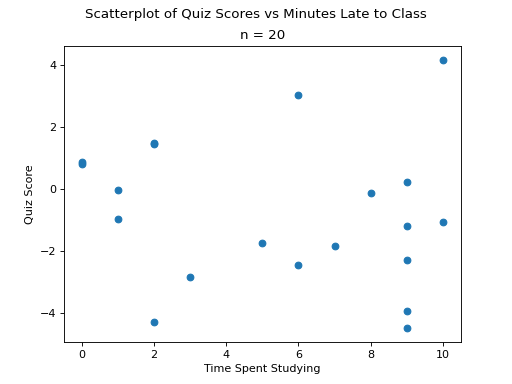 Scatterplot of Quiz Scores vs Minutes Late to Class
n = 20
4
2
0
−2
−4
Quiz Score
0 2 4 6 8 10
Time Spent Studying